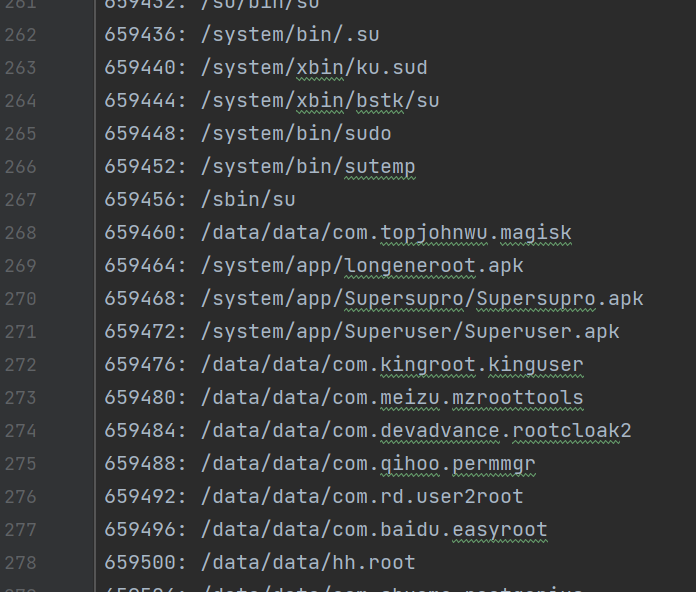 261 659432: /su/bin/su
262 659436: /system/bin/.su
263 659440: /system/xbin/ku.sud
264 659444: /system/xbin/bstk/su
265 659448: /system/bin/sudo
266 659452: /system/bin/sutemp
267 659456: /sbin/su
268 659460: /data/data/com.topjohnwu.magisk
269 659464: /system/app/longeneroot.apk
270 659468: /system/app/Supersupro/Supersupro.apk
271 659472: /system/app/Superuser/Superuser.apk
272 659476: /data/data/com.kingroot.kinguser
273 659480: /data/data/com.meizu.mzroottools
274 659484: /data/data/com.devadvance.rootcloak2
275 659488: /data/data/com.qihoo.permmgr
276 659492: /data/data/com.rd.user2root
277 659496: /data/data/com.baidu.easyroot
278 659500: /data/data/hh.root